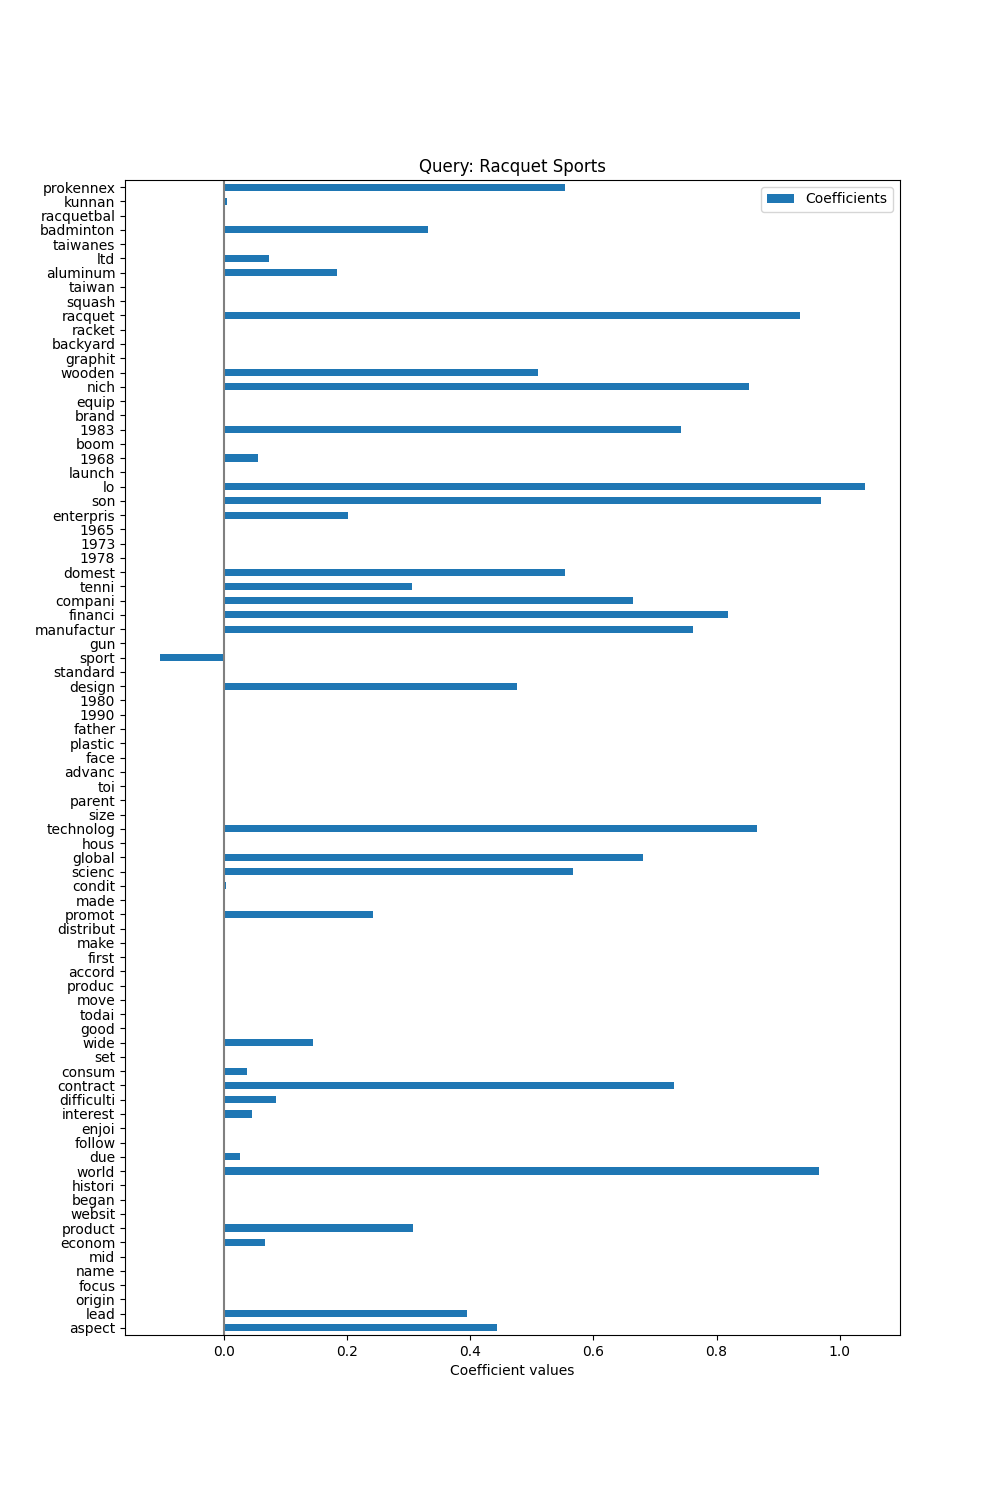 Query: Racquet Sports
Coefficients
prokennex
kunnan
racquetbal
badminton
taiwanes
ltd
aluminum
taiwan
squash
racquet
racket
backyard
graphit
wooden
nich
equip
brand
1983
boom
1968
launch
lo
son
enterpris
1965
1973
1978
domest
tenni
compani
financi
manufactur
gun
sport
standard
design
1980
1990
father
plastic
face
advanc
toi
parent
size
technolog
hous
global
scienc
condit
made
promot
distribut
make
first
accord
produc
move
todai
good
wide
set
consum
contract
difficulti
interest
enjoi
follow
due
world
histori
began
websit
product
econom
mid
name
focus
origin
lead
aspect
0.0 0.2 0.4 0.6 0.8 1.0
Coefficient values